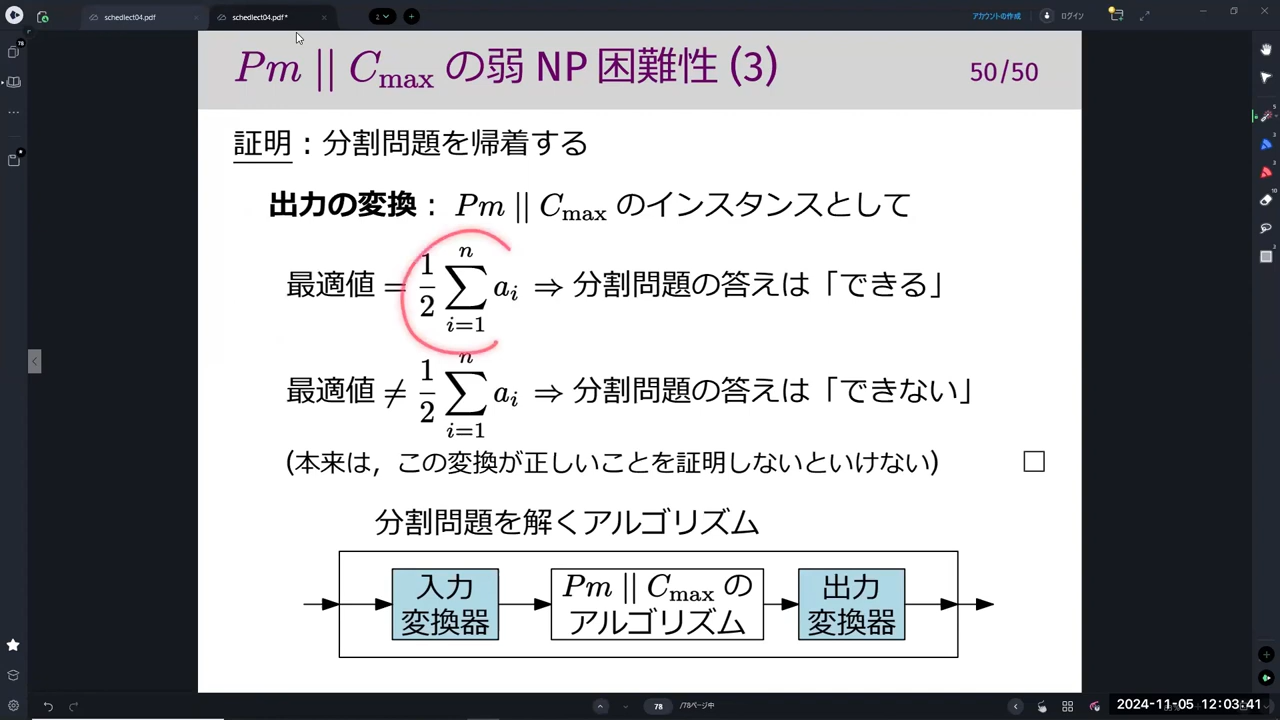 schedlect04.pdf
schedlect04.pdf*
2
アカウントの作成
ログイン
78
Pm || Cmax の弱 NP 困難性 (3)
50/50
証明：分割問題を帰着する
出力の変換： Pm || Cmax のインスタンスとして
最適値 = 1/2 ∑_{i=1}^{n} a_i ⇒ 分割問題の答えは「できる」
最適値 ≠ 1/2 ∑_{i=1}^{n} a_i ⇒ 分割問題の答えは「できない」
(本来は，この変換が正しいことを証明しないといけない) □
分割問題を解くアルゴリズム
入力
変換器
Pm || Cmax の
アルゴリズム
出力
変換器
78
/78ページ中
2024-11-05 12:03:41